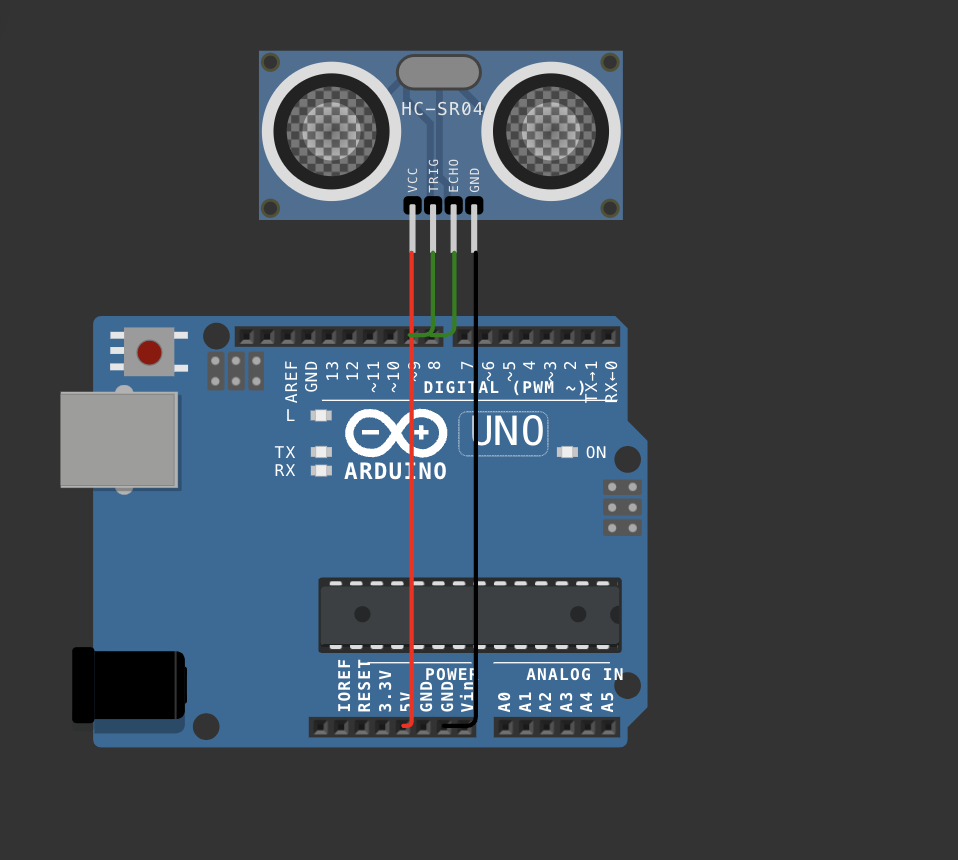 HC-SR04
VCC
TRIG
ECHO
GND
AREF
GND
13
12
~11
~10
~9
8
7
~6
~5
4
~3
2
TX→1
RX←0
DIGITAL (PWM ~)
L
UNO
TX
ON
RX
ARDUINO
IOREF
RESET
3.3V
5V
GND
GND
Vin
POWER
ANALOG IN
A0
A1
A2
A3
A4
A5